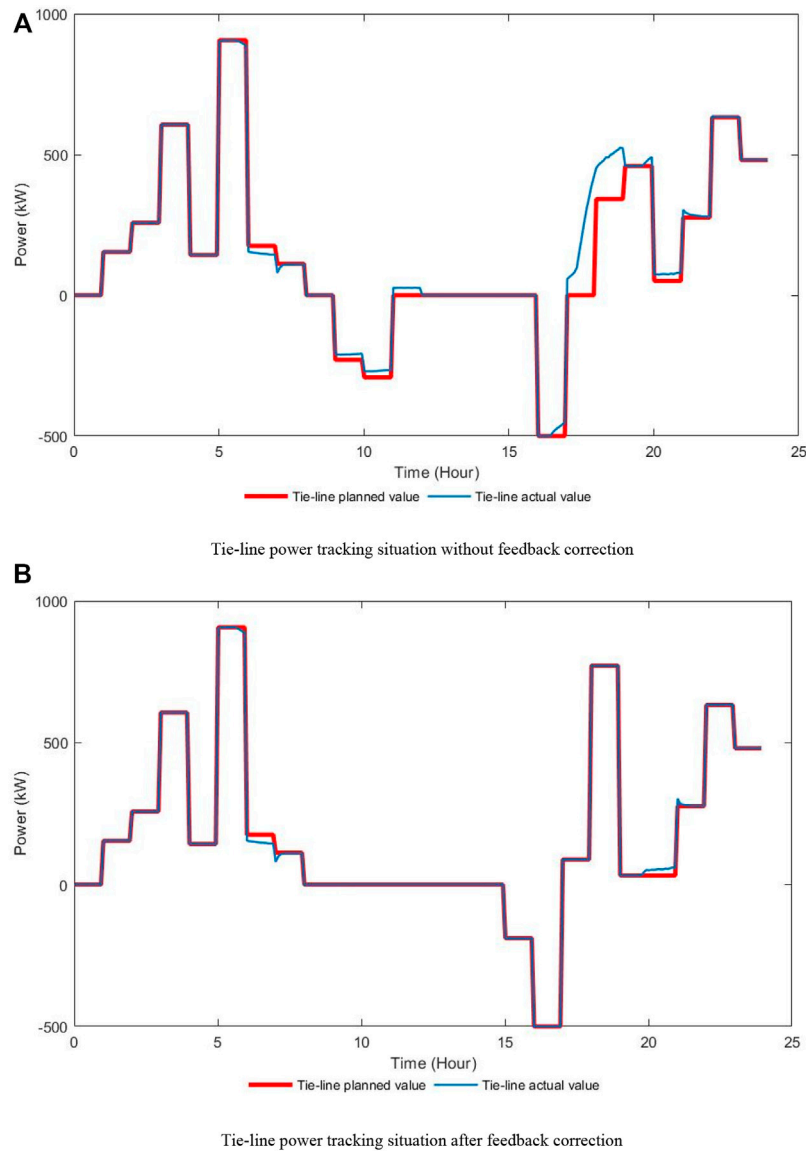 A
1000
500
0
-500
Power (kW)
0 5 10 15 20 25
Time (Hour)
Tie-line planned value Tie-line actual value
Tie-line power tracking situation without feedback correction
B
1000
500
0
-500
Power (kW)
0 5 10 15 20 25
Time (Hour)
Tie-line planned value Tie-line actual value
Tie-line power tracking situation after feedback correction